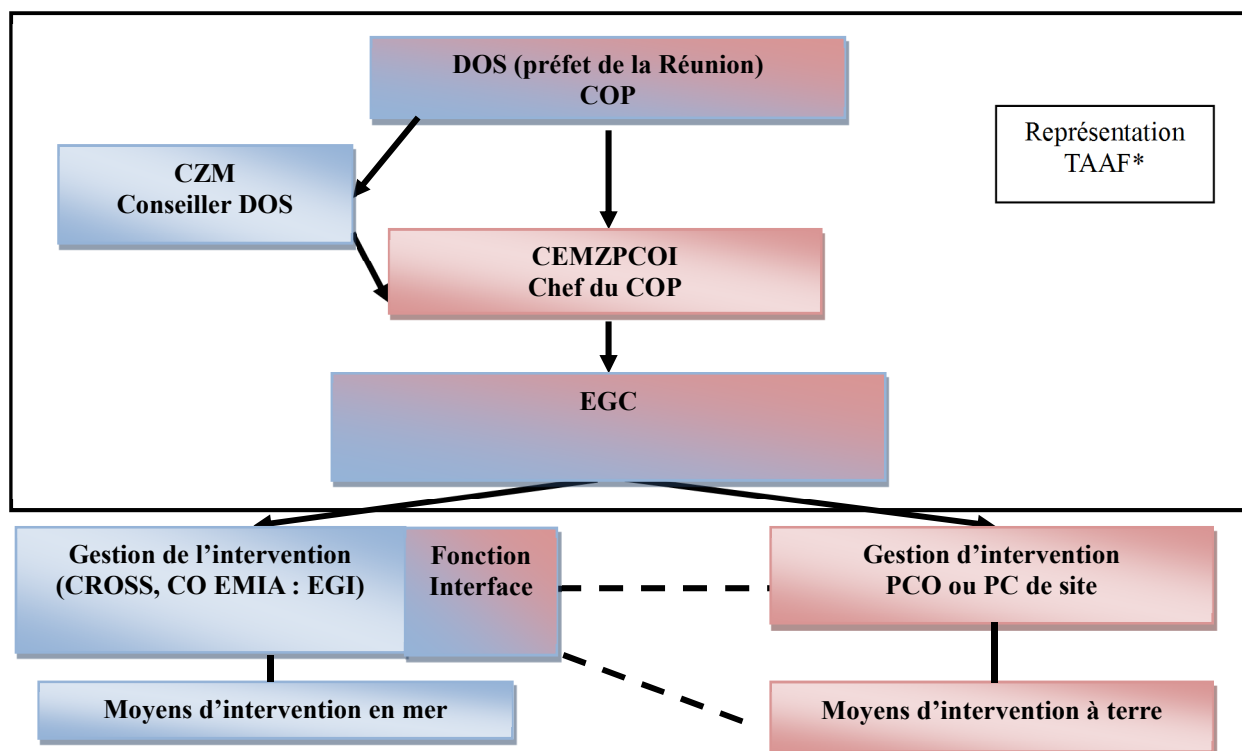 DOS (préfet de la Réunion)
COP
Représentation
TAAF*
CZM
Conseiller DOS
CEMZPCOI
Chef du COP
EGC
Gestion de l’intervention
(CROSS, CO EMIA : EGI)
Fonction
Interface
Gestion d’intervention
PCO ou PC de site
Moyens d’intervention en mer
Moyens d’intervention à terre